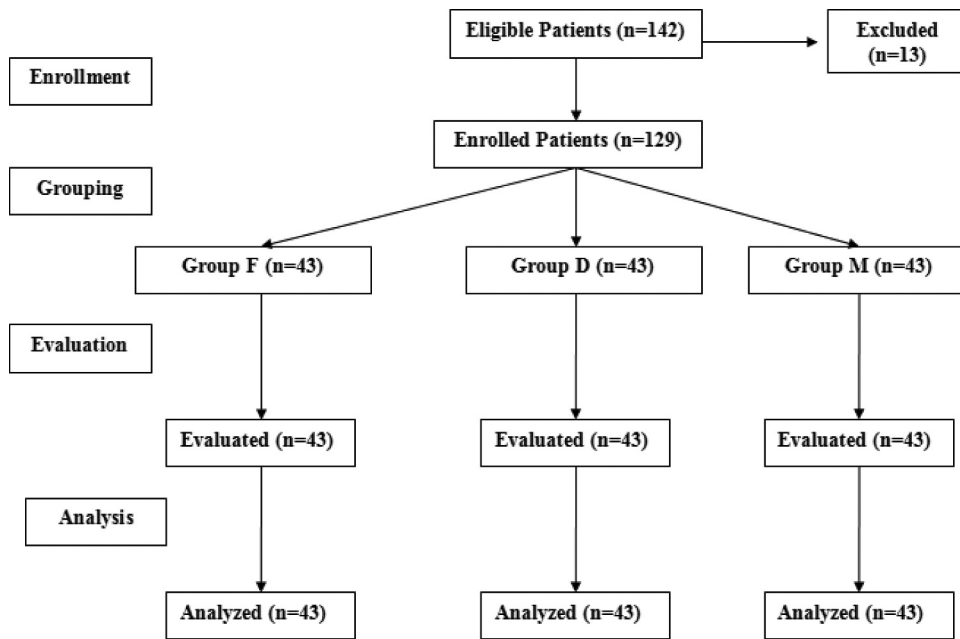 Eligible Patients (n=142)
Excluded
(n=13)
Enrollment
Enrolled Patients (n=129)
Grouping
Group F (n=43)
Group D (n=43)
Group M (n=43)
Evaluation
Evaluated (n=43)
Evaluated (n=43)
Evaluated (n=43)
Analysis
Analyzed (n=43)
Analyzed (n=43)
Analyzed (n=43)